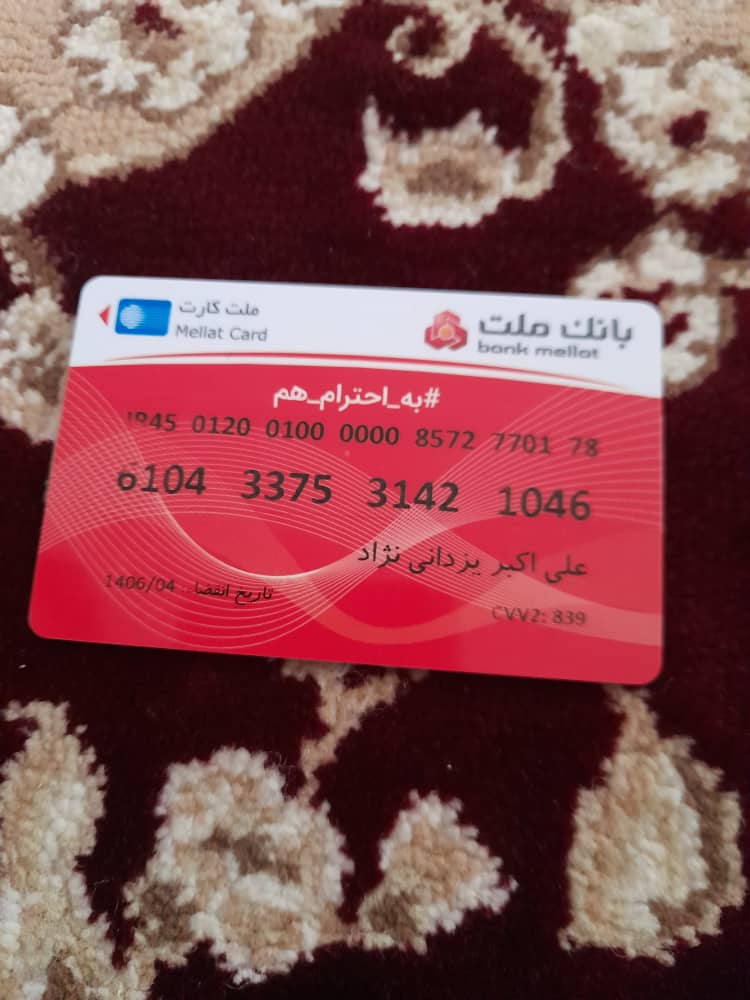 ملت کارت
Mellat Card
بانک ملت
bank mellat
#به_احترام_هم
IR45 0120 0100 0000 8572 7701 78
6104 3375 3142 1046
علی اکبر یزدانی نژاد
تاریخ انقضا: 1406/04
CVV2: 839